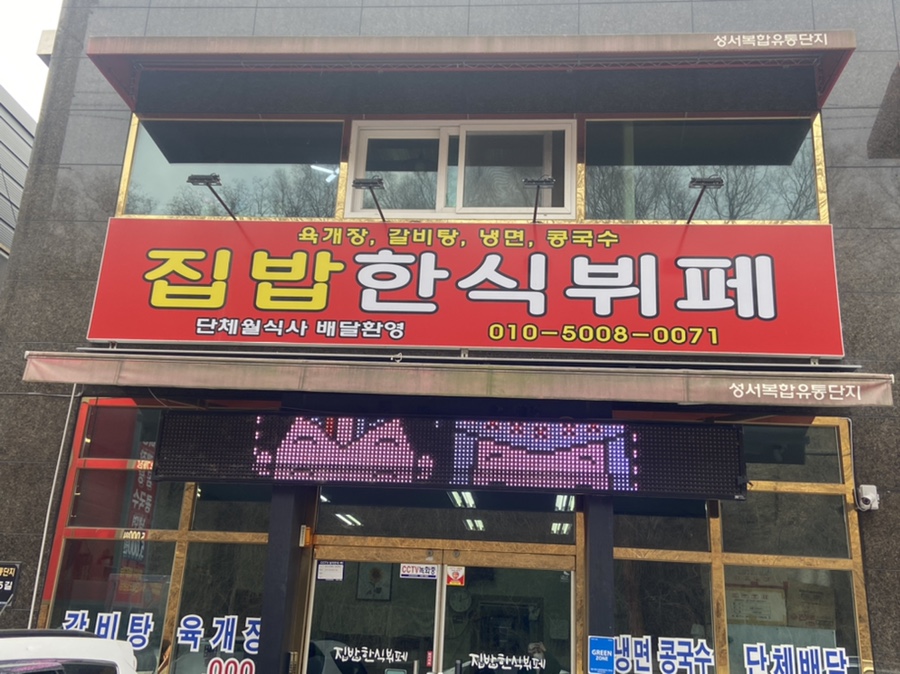 성서복합유통단지
육개장, 갈비탕, 냉면, 콩국수
집밥한식뷔페
단체월식사 배달환영
010-5008-0071
성서복합유통단지
CCTV녹화중
갈비탕 육개장
집밥한식뷔페
집밥한식뷔페
GREEN ZONE
냉면 콩국수
단체배달